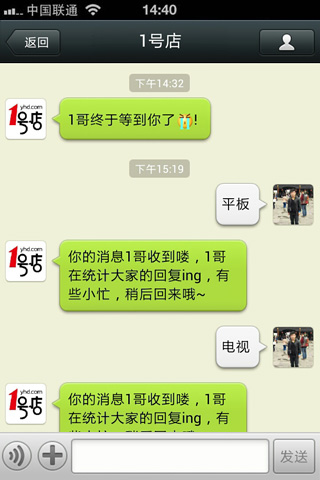 中国联通
14:40
返回
1号店
下午14:32
yhd.com
1号店
1哥终于等到你了😭!
下午15:19
平板
yhd.com
1号店
你的消息1哥收到喽，1哥
在统计大家的回复ing，有
些小忙，稍后回来哦~
电视
yhd.com
1号店
你的消息1哥收到喽，1哥
在统计大家的回复ing，有
发送